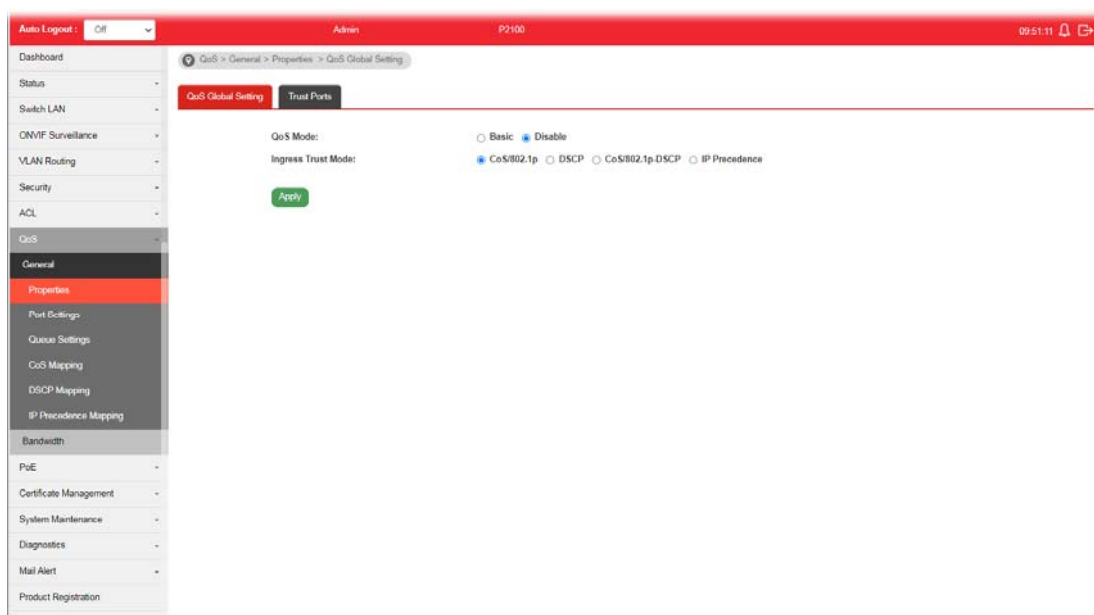 Auto Logout : Off Admin P2100 09:51:11
Dashboard
Status
Switch LAN
ONVIF Surveillance
VLAN Routing
Security
ACL
QoS
General
Properties
Port Settings
Queue Settings
CoS Mapping
DSCP Mapping
IP Precedence Mapping
Bandwidth
PoE
Certificate Management
System Maintenance
Diagnostics
Mail Alert
Product Registration
QoS > General > Properties > QoS Global Setting
QoS Global Setting Trust Ports
QoS Mode: Basic Disable
Ingress Trust Mode: CoS/802.1p DSCP CoS/802.1p-DSCP IP Precedence
Apply